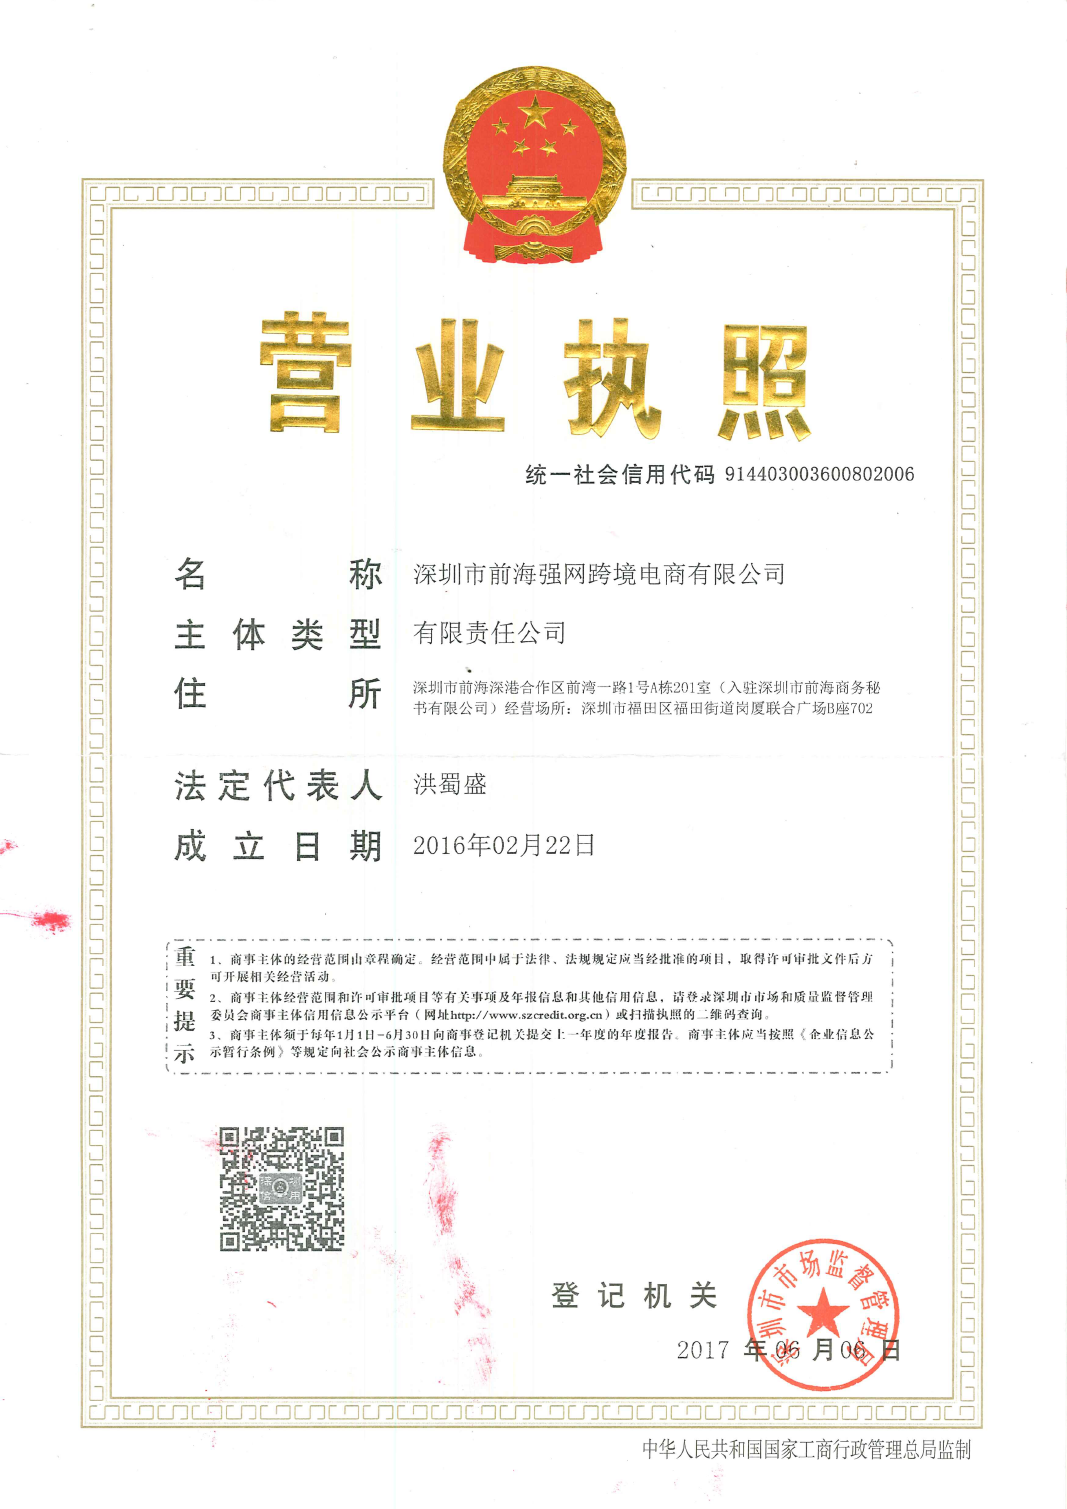 营业执照
统一社会信用代码 914403003600802006
名称 深圳市前海强网跨境电商有限公司
主体类型 有限责任公司
住所 深圳市前海深港合作区前湾一路1号A栋201室（入驻深圳市前海商务秘
书有限公司）经营场所：深圳市福田区福田街道岗厦联合广场B座702
法定代表人 洪蜀盛
成立日期 2016年02月22日
重要提示
1、商事主体的经营范围由章程确定。经营范围中属于法律、法规规定应当经批准的项目，取得许可审批文件后方
可开展相关经营活动。
2、商事主体经营范围和许可审批项目等有关事项及年报信息和其他信用信息，请登录深圳市市场和质量监督管理
委员会商事主体信用信息公示平台（网址http://www.szcredit.org.cn）或扫描执照的二维码查询。
3、商事主体须于每年1月1日-6月30日向商事登记机关提交上一年度的年度报告。商事主体应当按照《企业信息公
示暂行条例》等规定向社会公示商事主体信息。
深圳信用
登记机关
深圳市市场监督管理局
2017 年 06 月 06 日
中华人民共和国国家工商行政管理总局监制